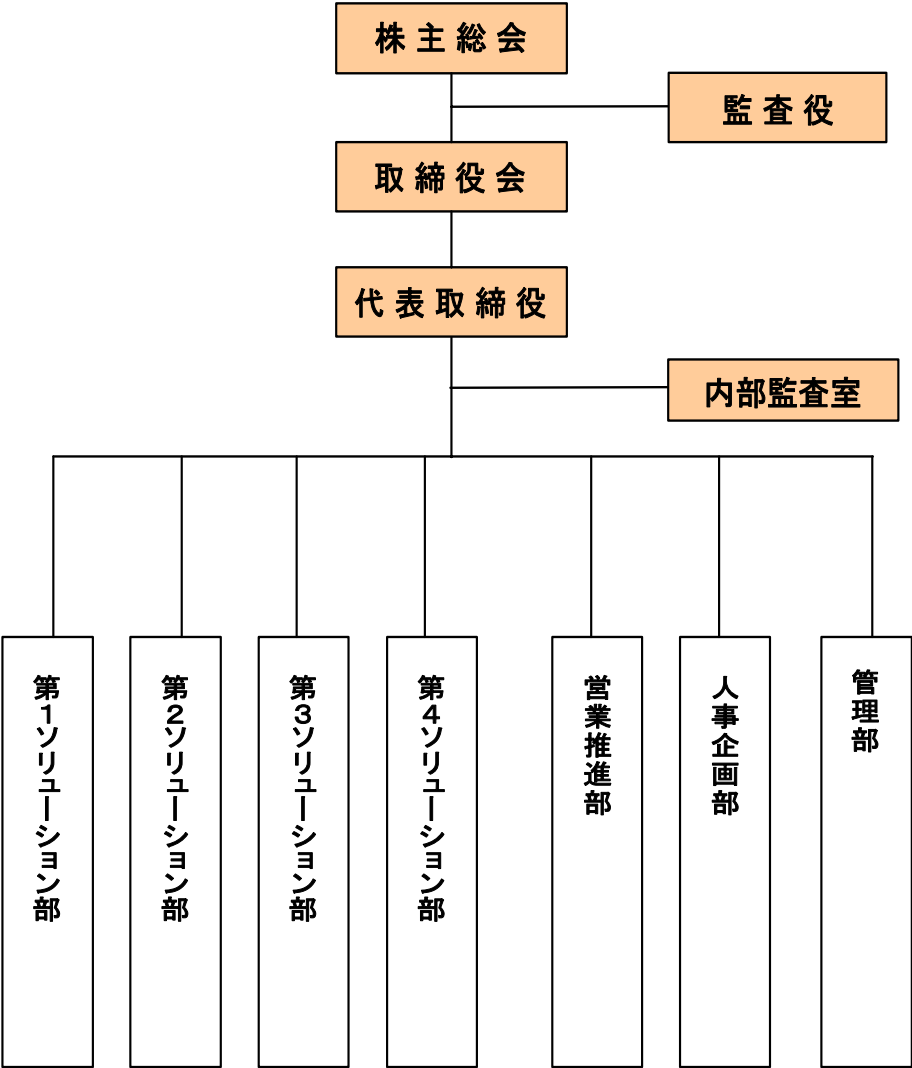 株主総会
監査役
取締役会
代表取締役
内部監査室
第1ソリューション部
第2ソリューション部
第3ソリューション部
第4ソリューション部
営業推進部
人事企画部
管理部